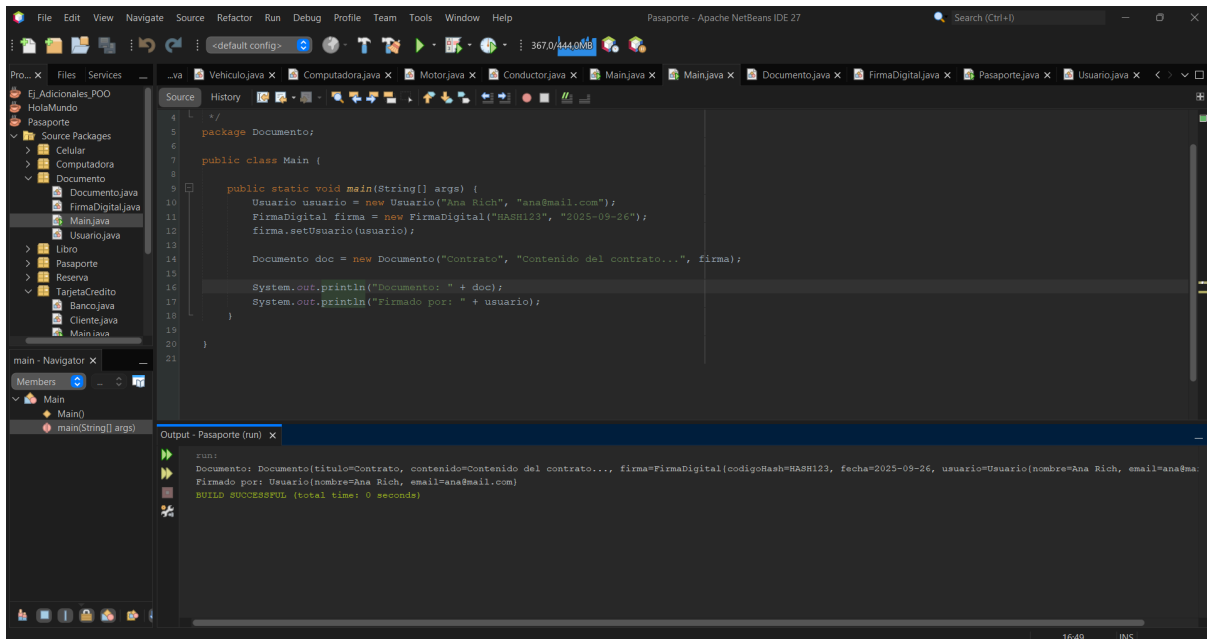 File Edit View Navigate Source Refactor Run Debug Profile Team Tools Window Help Pasaporte - Apache NetBeans IDE 27 Search (Ctrl+I)
<default config> 367,0/444,0MB
Pro... X Files Services
...va Vehiculo.java X Computadora.java X Motor.java X Conductor.java X Main.java X Main.java X Documento.java X FirmaDigital.java X Pasaporte.java X Usuario.java X
Ej_Adicionales_POO
HolaMundo
Pasaporte
Source Packages
Celular
Computadora
Documento
Documento.java
FirmaDigital.java
Main.java
Usuario.java
Libro
Pasaporte
Reserva
TarjetaCredito
Banco.java
Cliente.java
Main.java
Source History
4 */
5 package Documento;
6
7 public class Main {
8
9 public static void main(String[] args) {
10 Usuario usuario = new Usuario("Ana Rich", "ana@mail.com");
11 FirmaDigital firma = new FirmaDigital("HASH123", "2025-09-26");
12 firma.setUsuario(usuario);
13
14 Documento doc = new Documento("Contrato", "Contenido del contrato...", firma);
15
16 System.out.println("Documento: " + doc);
17 System.out.println("Firmado por: " + usuario);
18 }
19
20 }
21
main - Navigator X
Members
Main
Main()
main(String[] args)
Output - Pasaporte (run) X
run:
Documento: Documento{titulo=Contrato, contenido=Contenido del contrato..., firma=FirmaDigital{codigoHash=HASH123, fecha=2025-09-26, usuario=Usuario{nombre=Ana Rich, email=ana@ma
Firmado por: Usuario{nombre=Ana Rich, email=ana@mail.com}
BUILD SUCCESSFUL (total time: 0 seconds)
16:49 INS